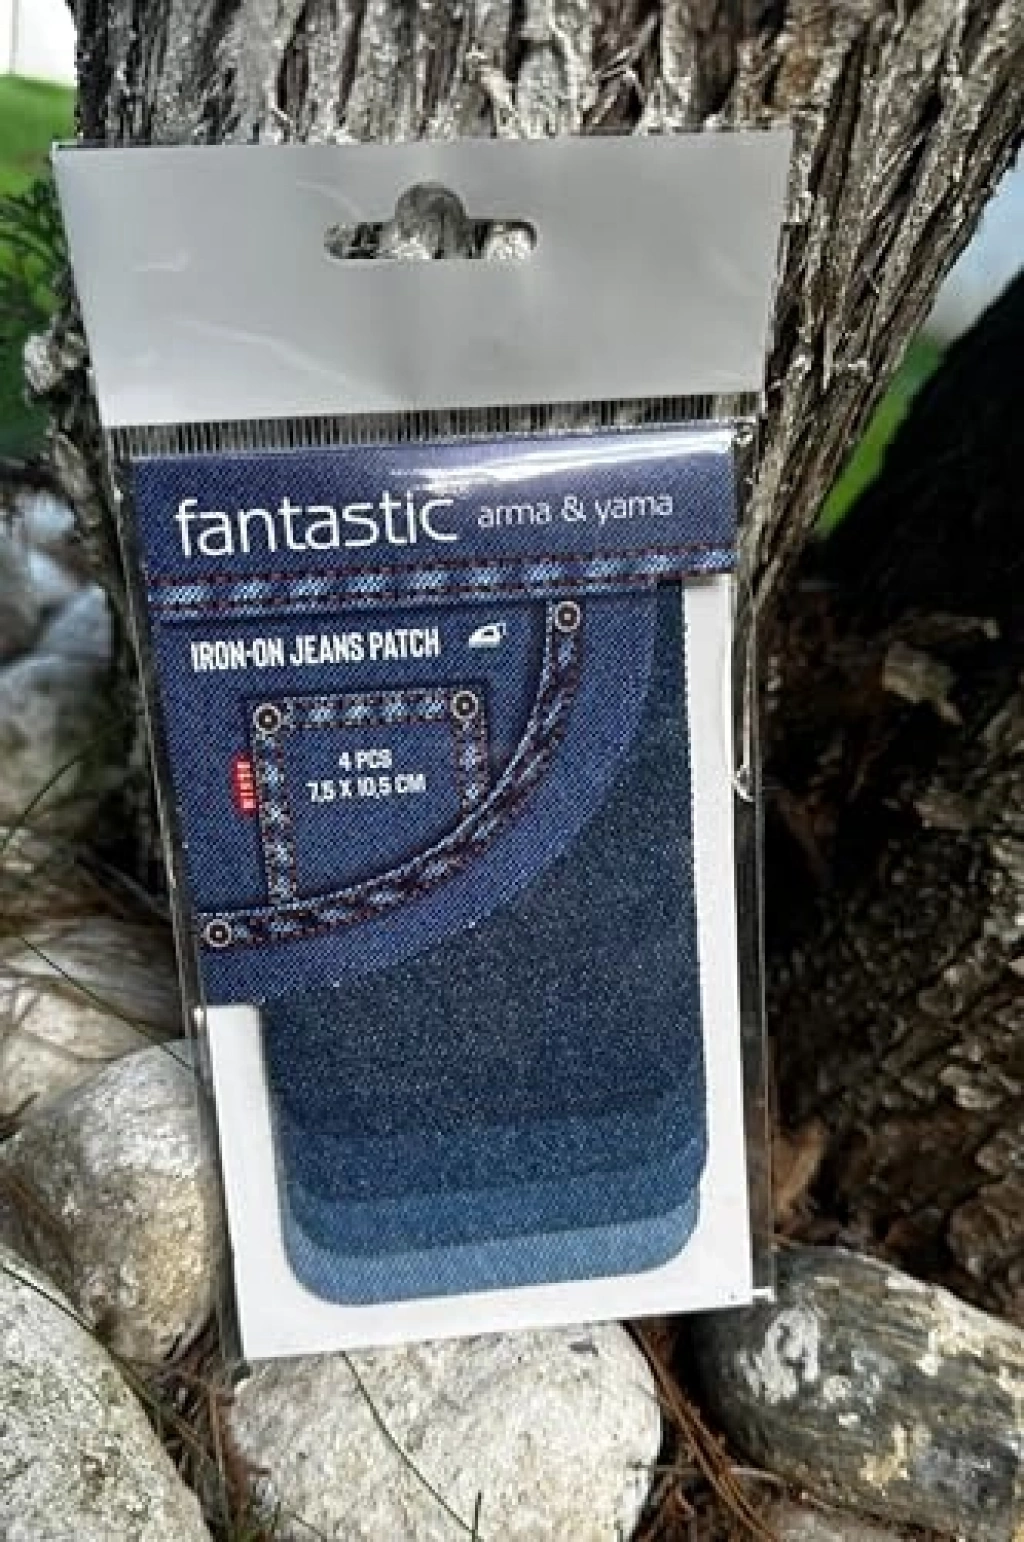 fantastic arma & yama
IRON-ON JEANS PATCH
4 PCS
7,5 X 10,5 CM